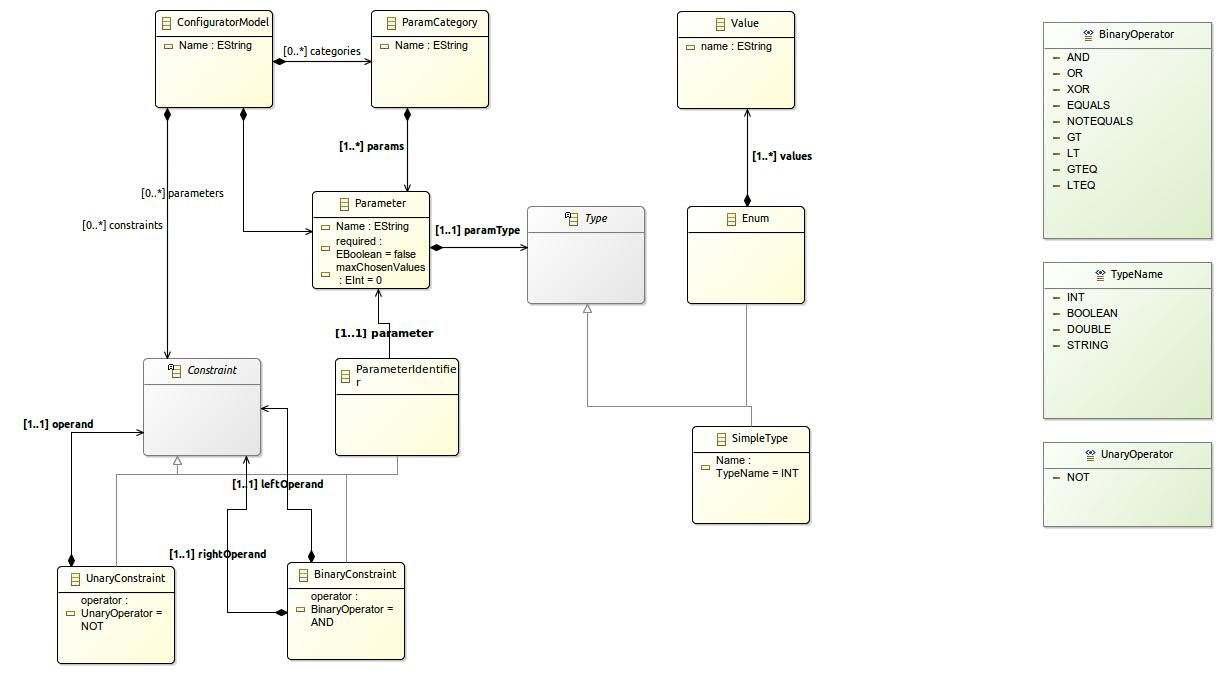 ConfiguratorModel
Name : EString
[0..*] categories
ParamCategory
Name : EString
Value
name : EString
BinaryOperator
AND
OR
XOR
EQUALS
NOTEQUALS
GT
LT
GTEQ
LTEQ
[1..*] params
[1..*] values
[0..*] parameters
[0..*] constraints
Parameter
Name : EString
required :
EBoolean = false
maxChosenValues
: EInt = 0
[1..1] paramType
Type
Enum
TypeName
INT
BOOLEAN
DOUBLE
STRING
[1..1] parameter
Constraint
ParameterIdentifie
r
[1..1] operand
SimpleType
Name :
TypeName = INT
UnaryOperator
NOT
[1..1] leftOperand
[1..1] rightOperand
UnaryConstraint
operator :
UnaryOperator =
NOT
BinaryConstraint
operator :
BinaryOperator =
AND